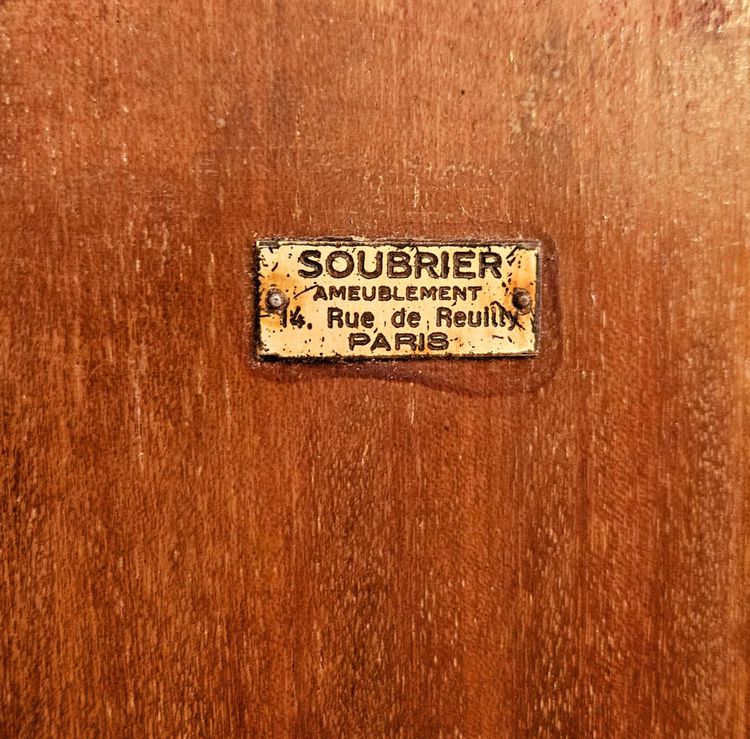 SOUBRIER
AMEUBLEMENT
14, Rue de Reuilly
PARIS